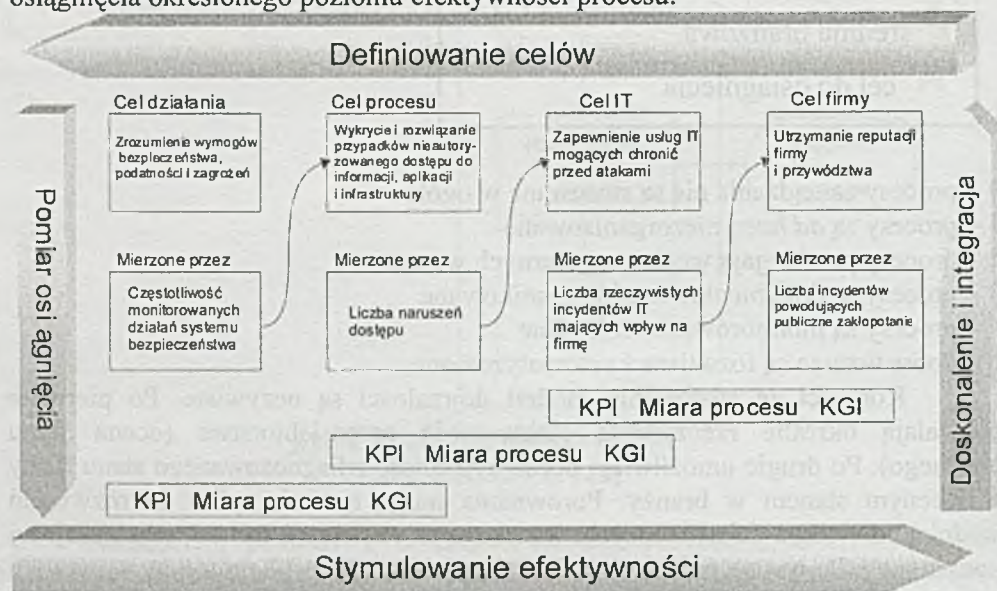 osiągnięcia określonego poziomu efektywności procesu.
Definiowanie celów
Pomiar osiągnięcia
Cel działania
Zrozumienie wymogów
bezpieczeństwa,
podatności i zagrożeń
Cel procesu
Wykrycie i rozwiązanie
przypadków nieautory-
zowanego dostępu do
informacji, aplikacji
i infrastruktury
Cel IT
Zapewnienie usług IT
mogących chronić
przed atakami
Cel firmy
Utrzymanie reputacji
firmy
i przywództwa
Mierzone przez
Częstotliwość
monitorowanych
działań systemu
bezpieczeństwa
Mierzone przez
Liczba naruszeń
dostępu
Mierzone przez
Liczba rzeczywistych
incydentów IT
mających wpływ na
firmę
Mierzone przez
Liczba incydentów
powodujących
publiczne zakłopotanie
Doskonalenie i integracja
KPI Miara procesu KGI
KPI Miara procesu KGI
KPI Miara procesu KGI
Stymulowanie efektywności